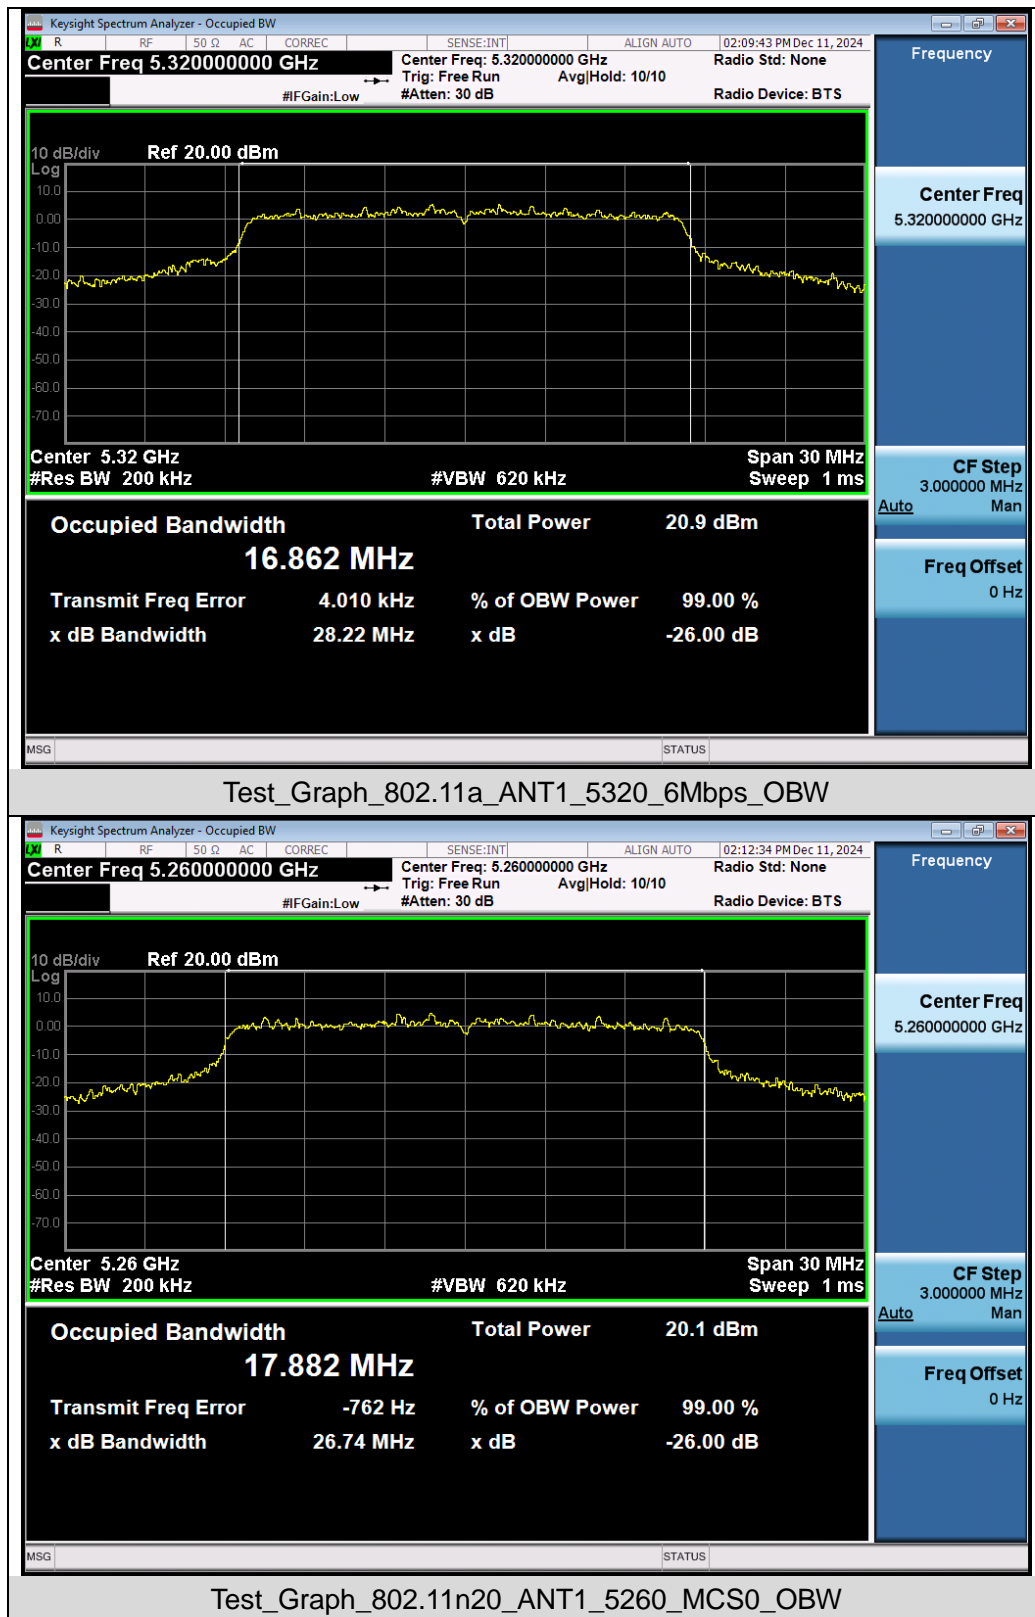 Keysight Spectrum Analyzer - Occupied BW
LXI R RF 50 Ω AC CORREC SENSE:INT ALIGN AUTO 02:09:43 PM Dec 11, 2024
Center Freq 5.320000000 GHz
Center Freq: 5.320000000 GHz Radio Std: None
Trig: Free Run Avg|Hold: 10/10
#IFGain:Low #Atten: 30 dB Radio Device: BTS
10 dB/div Ref 20.00 dBm
Log
10.0
0.00
-10.0
-20.0
-30.0
-40.0
-50.0
-60.0
-70.0
Center 5.32 GHz Span 30 MHz
#Res BW 200 kHz #VBW 620 kHz Sweep 1 ms
Occupied Bandwidth Total Power 20.9 dBm
16.862 MHz
Transmit Freq Error 4.010 kHz % of OBW Power 99.00 %
x dB Bandwidth 28.22 MHz x dB -26.00 dB
MSG STATUS
Frequency
Center Freq
5.320000000 GHz
CF Step
3.000000 MHz
Auto Man
Freq Offset
0 Hz
Test_Graph_802.11a_ANT1_5320_6Mbps_OBW
Keysight Spectrum Analyzer - Occupied BW
LXI R RF 50 Ω AC CORREC SENSE:INT ALIGN AUTO 02:12:34 PM Dec 11, 2024
Center Freq 5.260000000 GHz
Center Freq: 5.260000000 GHz Radio Std: None
Trig: Free Run Avg|Hold: 10/10
#IFGain:Low #Atten: 30 dB Radio Device: BTS
10 dB/div Ref 20.00 dBm
Log
10.0
0.00
-10.0
-20.0
-30.0
-40.0
-50.0
-60.0
-70.0
Center 5.26 GHz Span 30 MHz
#Res BW 200 kHz #VBW 620 kHz Sweep 1 ms
Occupied Bandwidth Total Power 20.1 dBm
17.882 MHz
Transmit Freq Error -762 Hz % of OBW Power 99.00 %
x dB Bandwidth 26.74 MHz x dB -26.00 dB
MSG STATUS
Frequency
Center Freq
5.260000000 GHz
CF Step
3.000000 MHz
Auto Man
Freq Offset
0 Hz
Test_Graph_802.11n20_ANT1_5260_MCS0_OBW